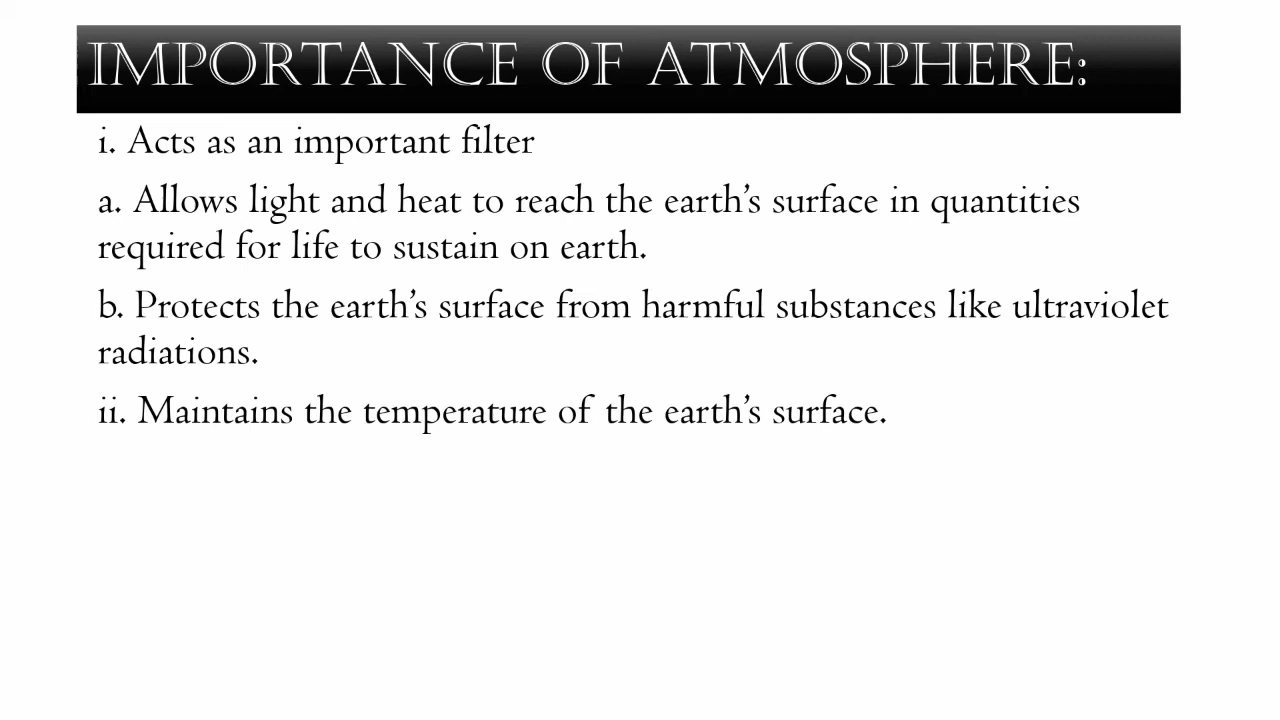 IMPORTANCE OF ATMOSPHERE:
i. Acts as an important filter
a. Allows light and heat to reach the earth’s surface in quantities
required for life to sustain on earth.
b. Protects the earth’s surface from harmful substances like ultraviolet
radiations.
ii. Maintains the temperature of the earth’s surface.